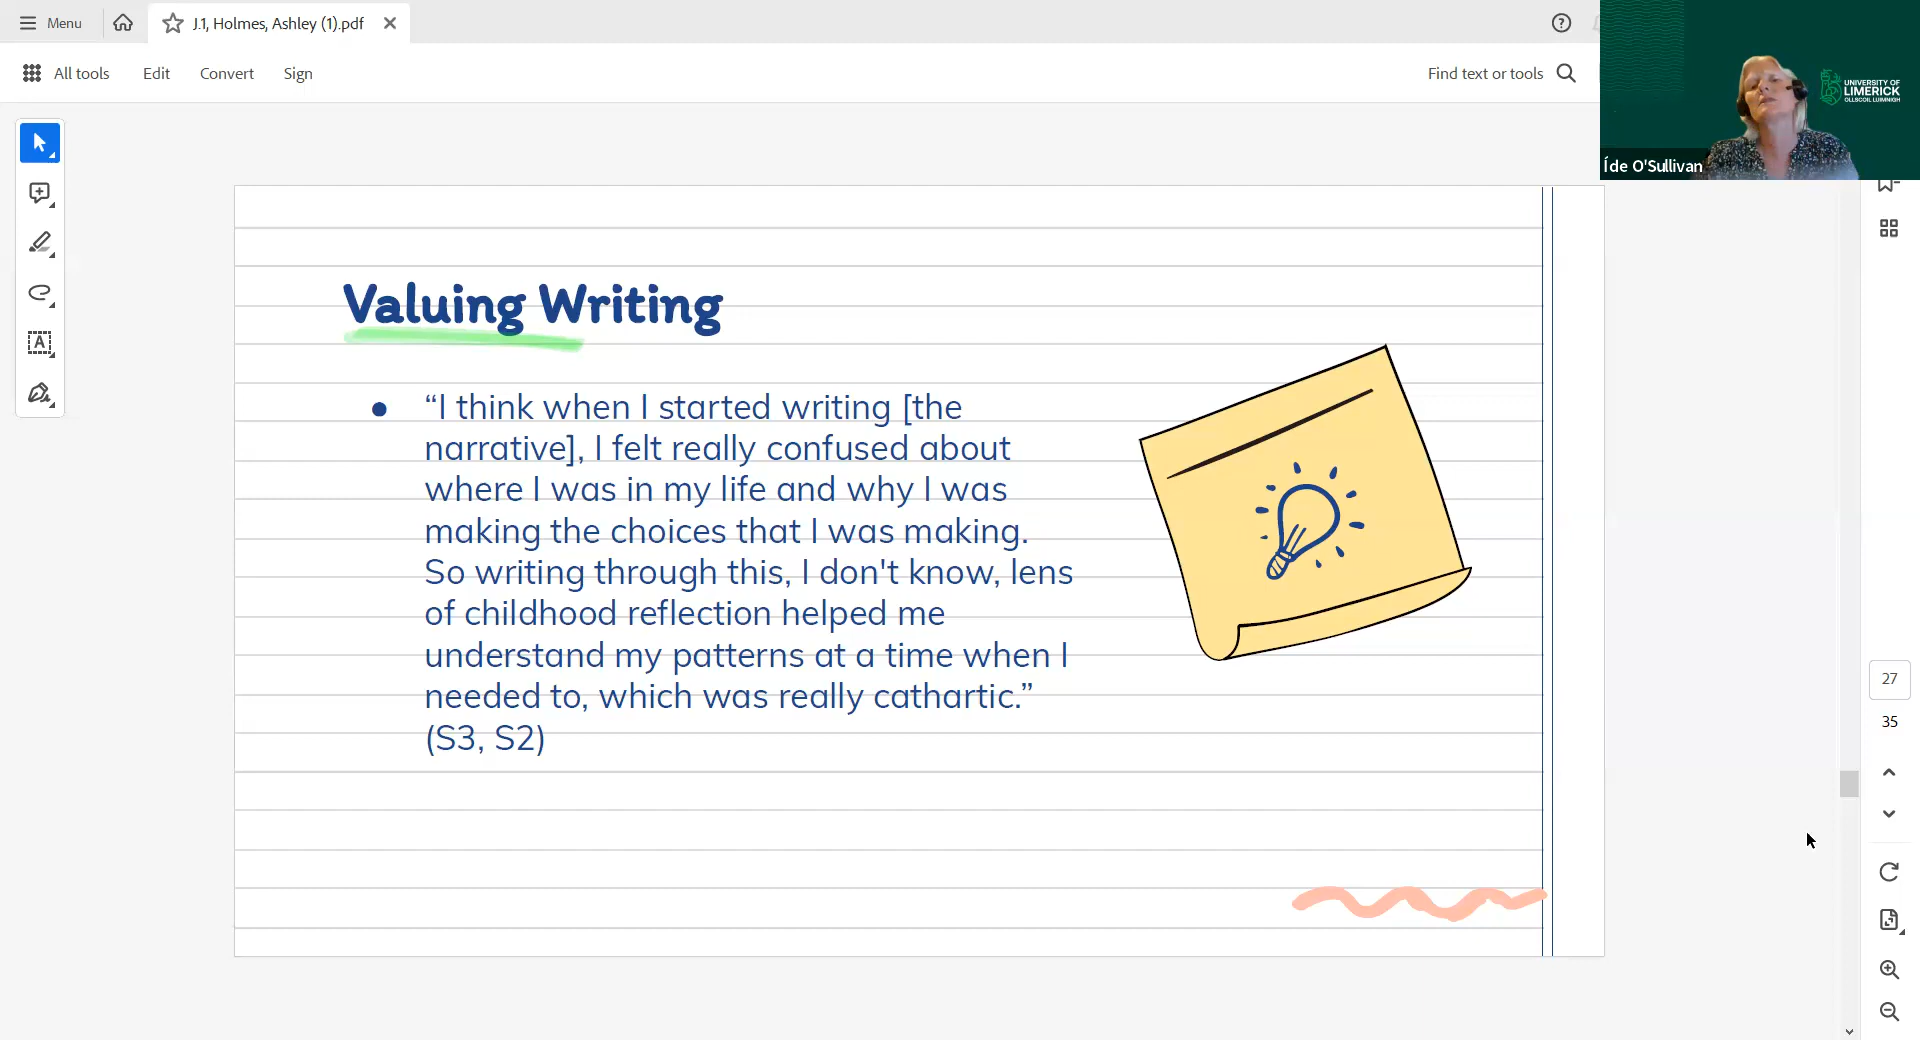 Menu
J.1, Holmes, Ashley (1).pdf
All tools
Edit
Convert
Sign
Find text or tools
UNIVERSITY OF
LIMERICK
OLLSCOIL LUIMNIGH
Íde O'Sullivan
Valuing Writing
“I think when I started writing [the
narrative], I felt really confused about
where I was in my life and why I was
making the choices that I was making.
So writing through this, I don't know, lens
of childhood reflection helped me
understand my patterns at a time when I
needed to, which was really cathartic.”
(S3, S2)
27
35